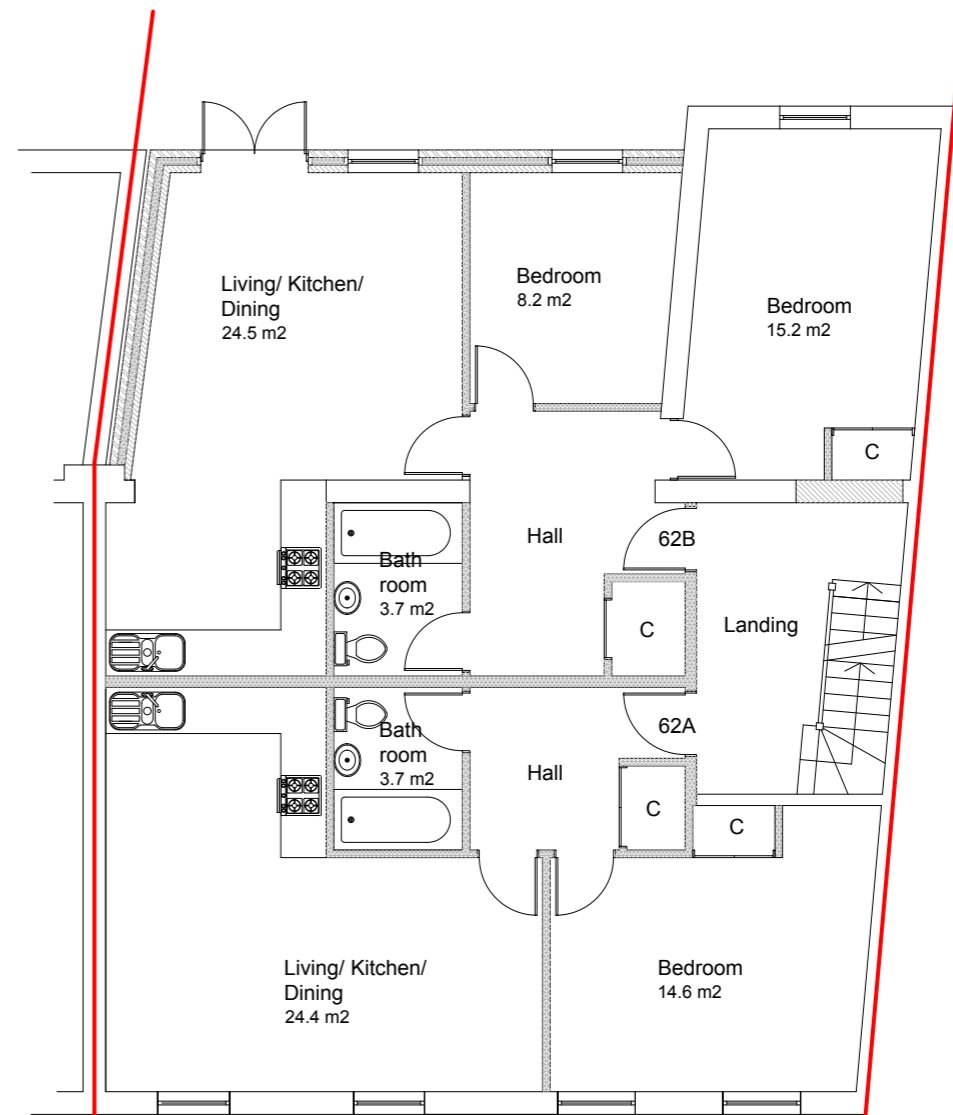 Living/ Kitchen/
Dining
24.5 m2
Bedroom
8.2 m2
Bedroom
15.2 m2
C
Bath
room
3.7 m2
Hall
62B
C
Landing
Bath
room
3.7 m2
Hall
62A
C
C
Living/ Kitchen/
Dining
24.4 m2
Bedroom
14.6 m2